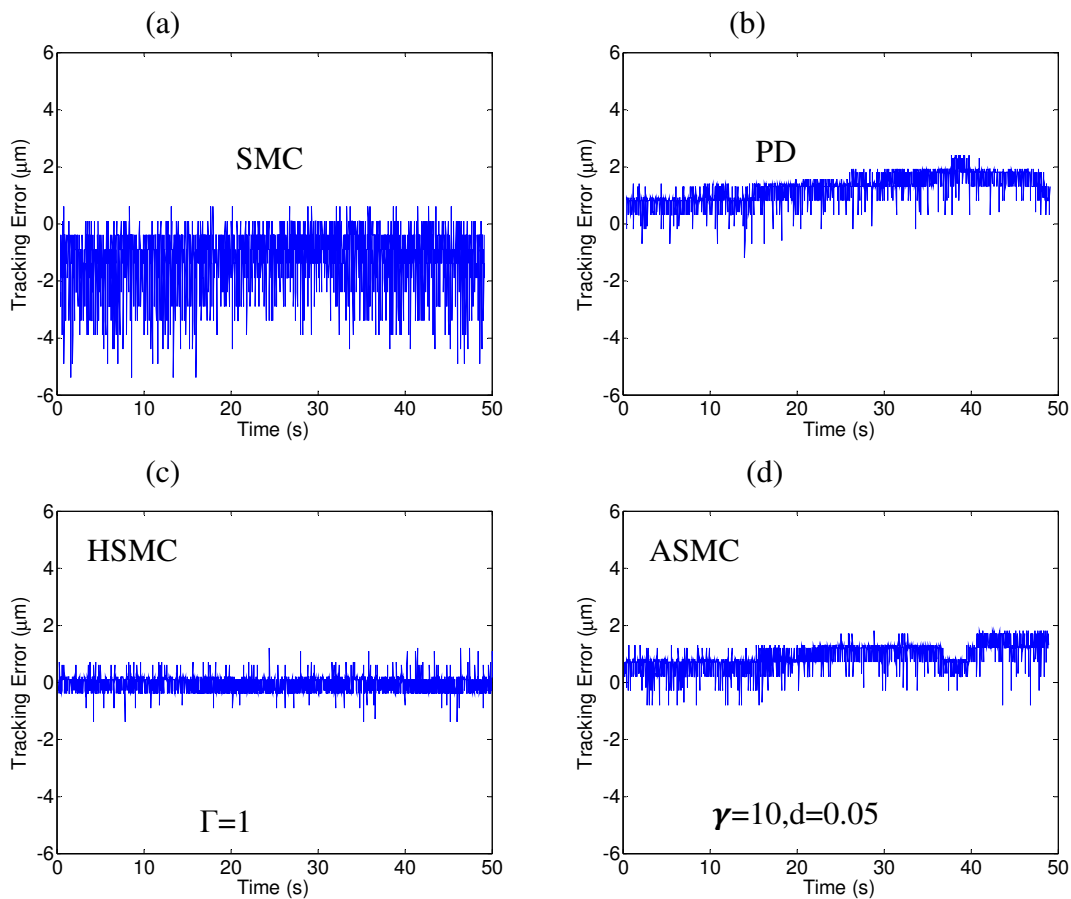 (a)
6
4
2
0
-2
-4
-6
Tracking Error (μm)
SMC
0 10 20 30 40 50
Time (s)
(b)
6
4
2
0
-2
-4
-6
Tracking Error (μm)
PD
0 10 20 30 40 50
Time (s)
(c)
6
4
2
0
-2
-4
-6
Tracking Error (μm)
HSMC
Γ=1
0 10 20 30 40 50
Time (s)
(d)
6
4
2
0
-2
-4
-6
Tracking Error (μm)
ASMC
γ=10,d=0.05
0 10 20 30 40 50
Time (s)